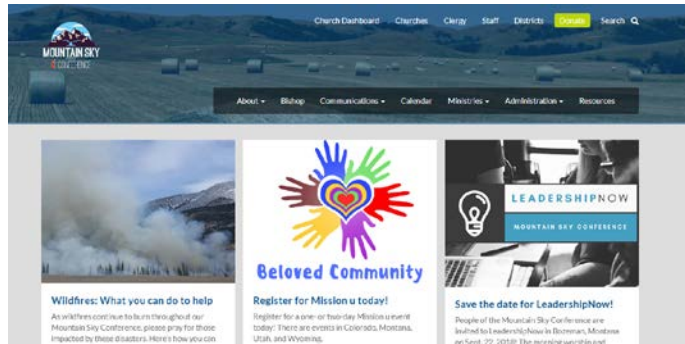 Church Dashboard Churches Clergy Staff Districts Donate Search
MOUNTAIN SKY
CONFERENCE
About Bishop Communications Calendar Ministries Administration Resources
LEADERSHIPNOW
MOUNTAIN SKY CONFERENCE
Beloved Community
Wildfires: What you can do to help
As wildfires continue to burn throughout our
Mountain Sky Conference, please pray for those
impacted by these disasters. Here's how you can
Register for Mission u today!
Register for a one- or two-day Mission u event
today! There are events in Colorado, Montana,
Utah, and Wyoming.
Save the date for LeadershipNow!
People of the Mountain Sky Conference are
invited to LeadershipNow in Bozeman, Montana
on Sept. 22, 2018! The morning worship and